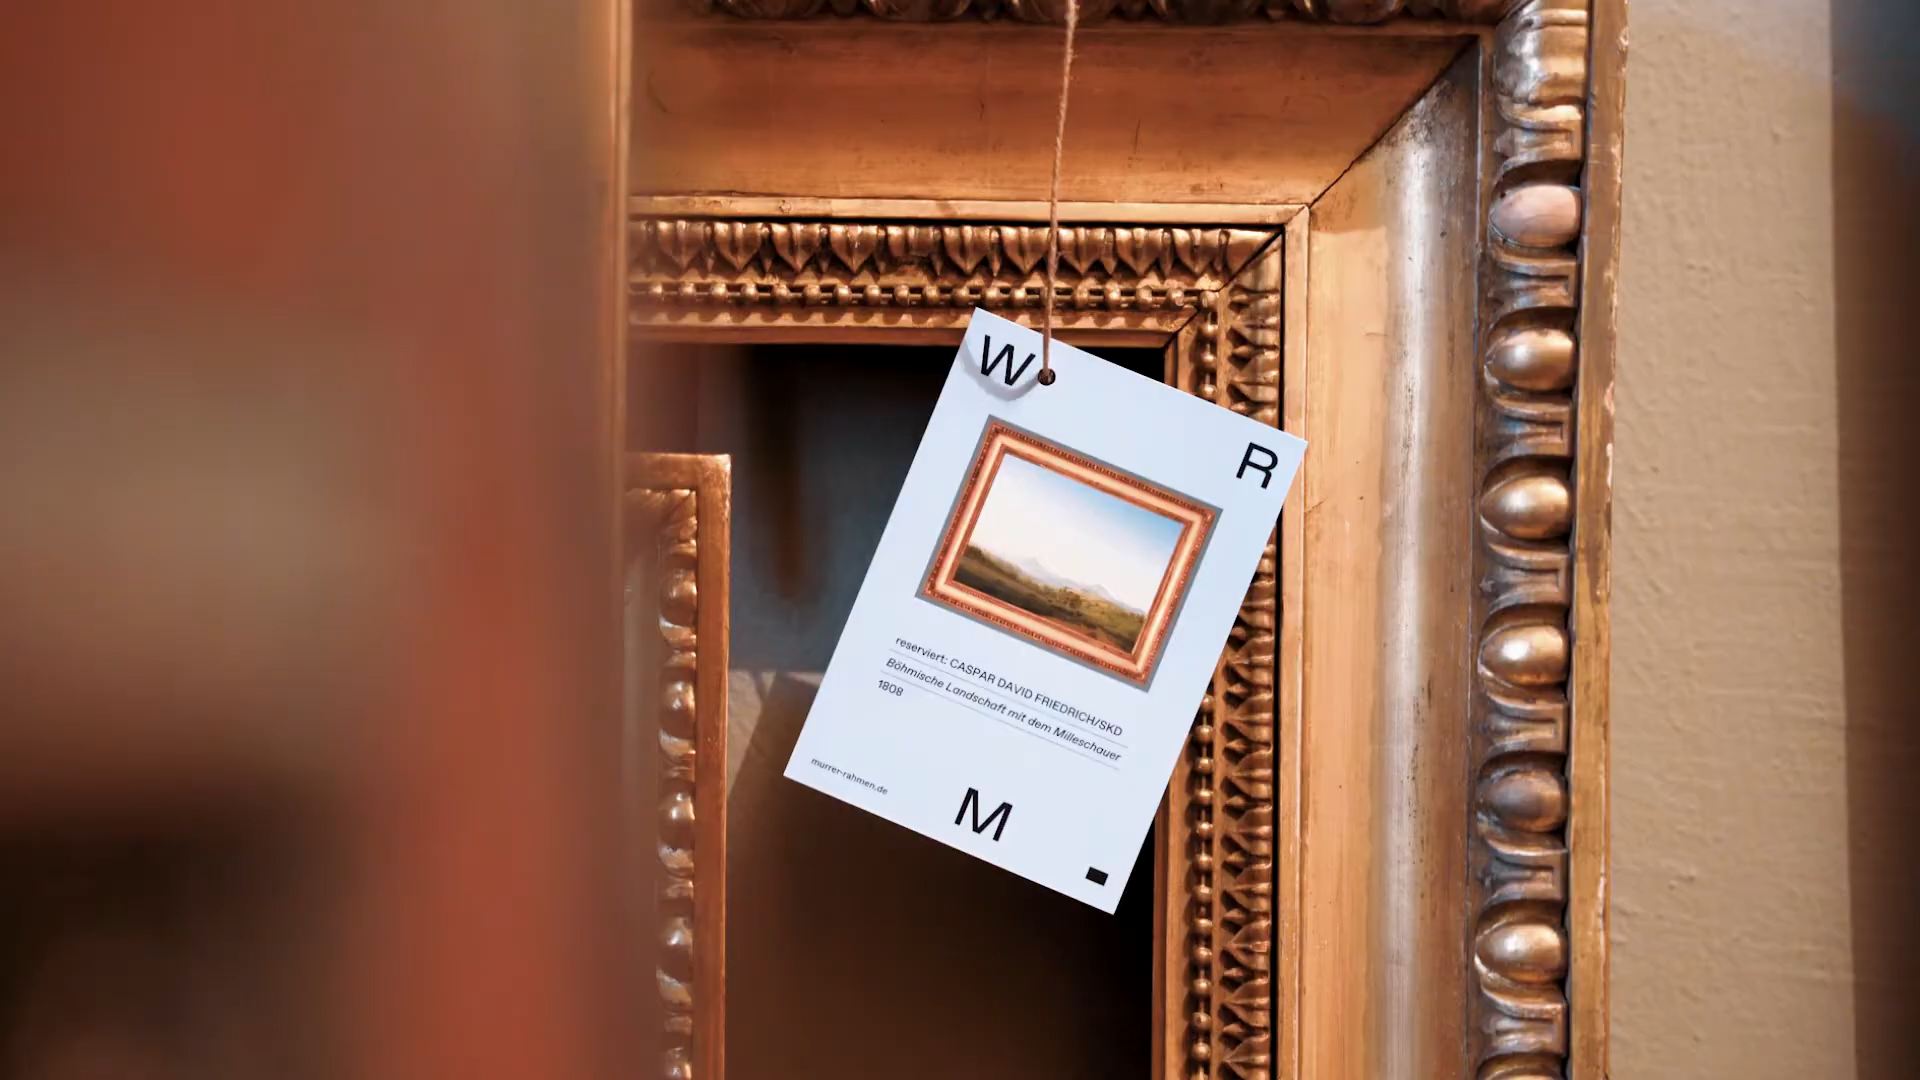 W
R
reserviert: CASPAR DAVID FRIEDRICH/SKD
Böhmische Landschaft mit dem Milleschauer
1808
murrer-rahmen.de
M